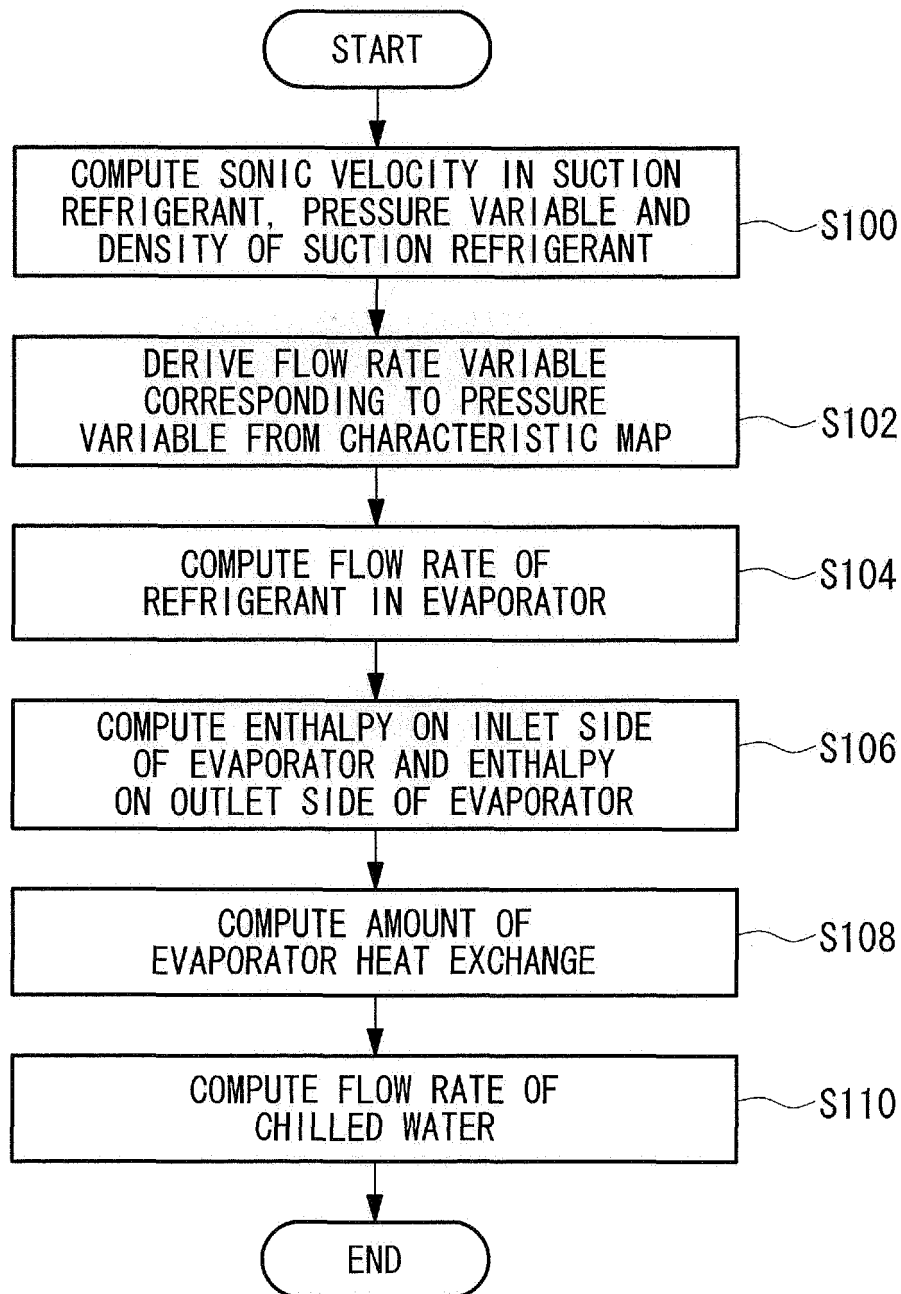 START
COMPUTE SONIC VELOCITY IN SUCTION
REFRIGERANT, PRESSURE VARIABLE AND
DENSITY OF SUCTION REFRIGERANT
S100
DERIVE FLOW RATE VARIABLE
CORRESPONDING TO PRESSURE
VARIABLE FROM CHARACTERISTIC MAP
S102
COMPUTE FLOW RATE OF
REFRIGERANT IN EVAPORATOR
S104
COMPUTE ENTHALPY ON INLET SIDE
OF EVAPORATOR AND ENTHALPY
ON OUTLET SIDE OF EVAPORATOR
S106
COMPUTE AMOUNT OF
EVAPORATOR HEAT EXCHANGE
S108
COMPUTE FLOW RATE OF
CHILLED WATER
S110
END